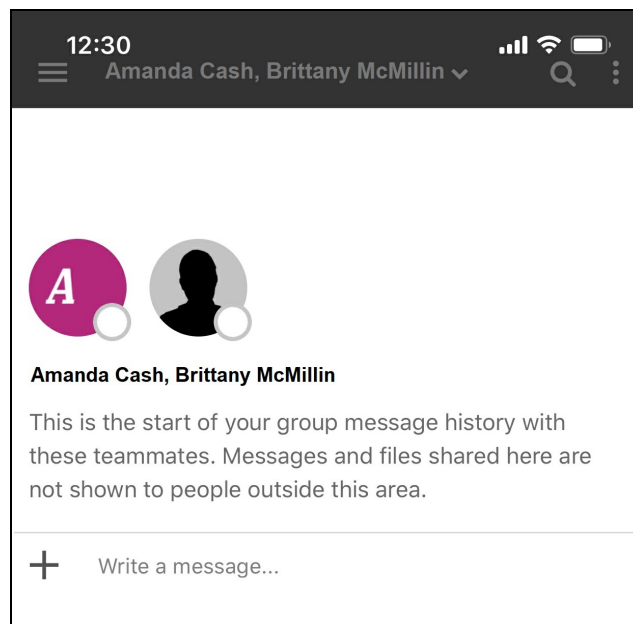 12:30
Amanda Cash, Brittany McMillin
A
Amanda Cash, Brittany McMillin
This is the start of your group message history with
these teammates. Messages and files shared here are
not shown to people outside this area.
Write a message...